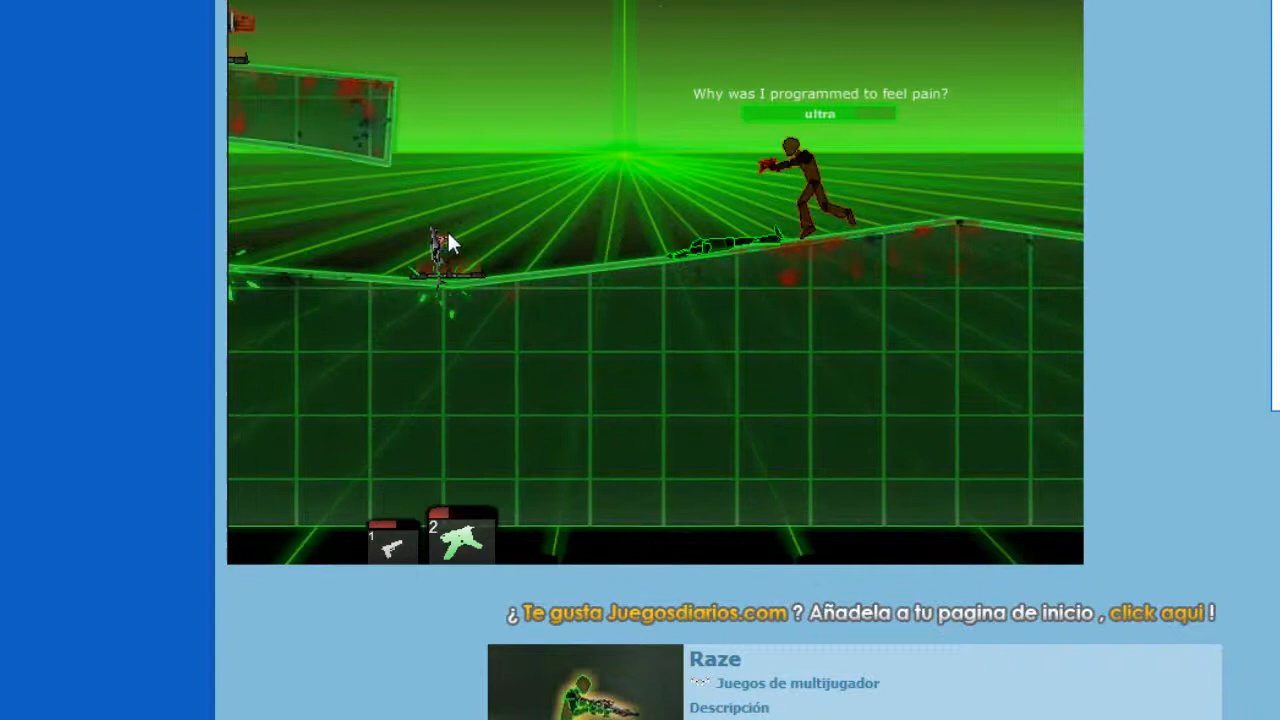 Why was I programmed to feel pain?
ultra
1
2
¿ Te gusta Juegosdiarios.com ? Añadela a tu pagina de inicio , click aqui !
Raze
Juegos de multijugador
Descripción